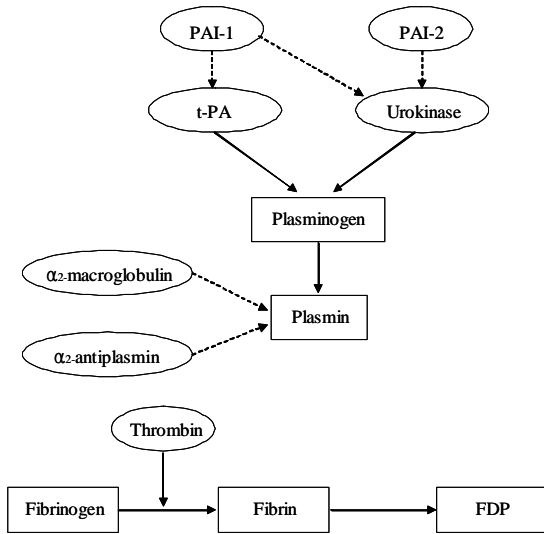 PAI-1
PAI-2
t-PA
Urokinase
Plasminogen
α2-macroglobulin
Plasmin
α2-antiplasmin
Thrombin
Fibrinogen
Fibrin
FDP